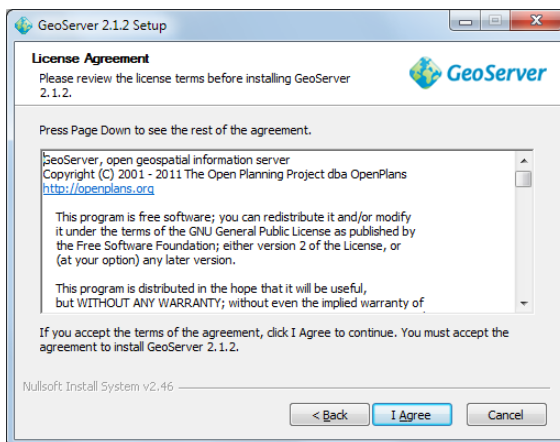 GeoServer 2.1.2 Setup
License Agreement
Please review the license terms before installing GeoServer
2.1.2.
GeoServer
Press Page Down to see the rest of the agreement.
GeoServer, open geospatial information server
Copyright (C) 2001 - 2011 The Open Planning Project dba OpenPlans
http://openplans.org
This program is free software; you can redistribute it and/or modify
it under the terms of the GNU General Public License as published by
the Free Software Foundation; either version 2 of the License, or
(at your option) any later version.
This program is distributed in the hope that it will be useful,
but WITHOUT ANY WARRANTY; without even the implied warranty of
If you accept the terms of the agreement, click I Agree to continue. You must accept the
agreement to install GeoServer 2.1.2.
Nullsoft Install System v2.46
< Back
I Agree
Cancel